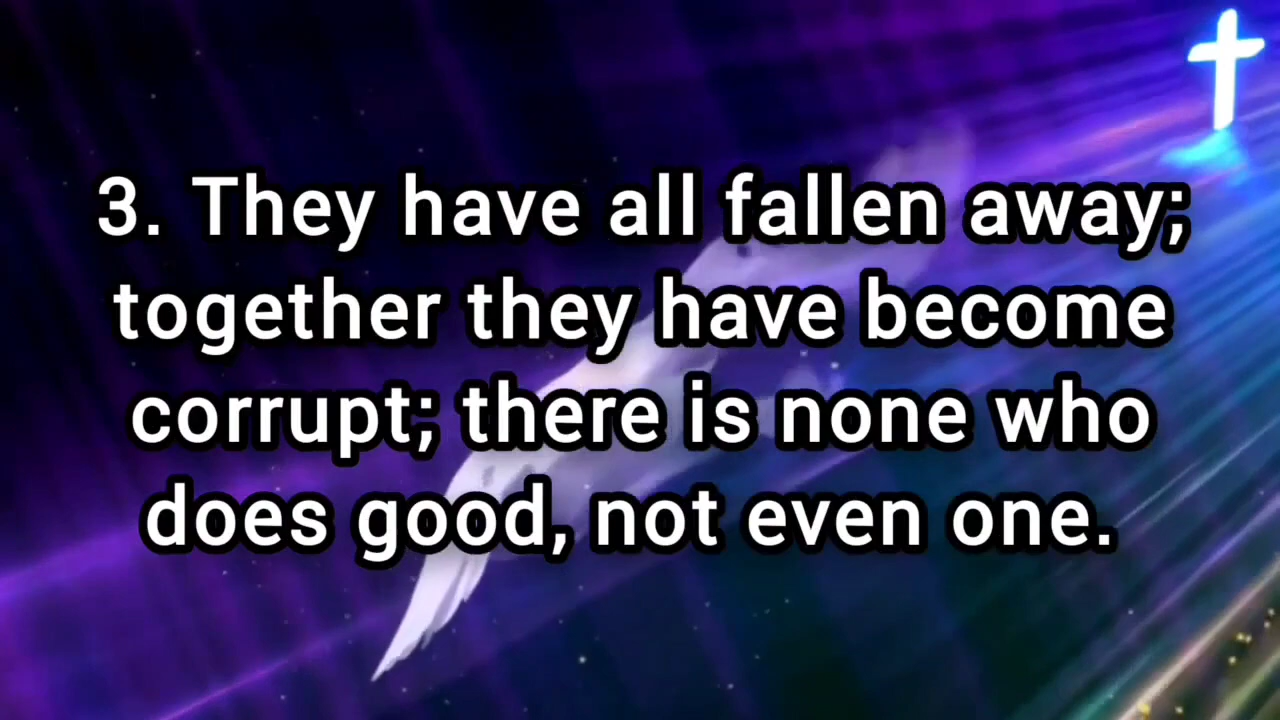 3. They have all fallen away;
together they have become
corrupt; there is none who
does good, not even one.